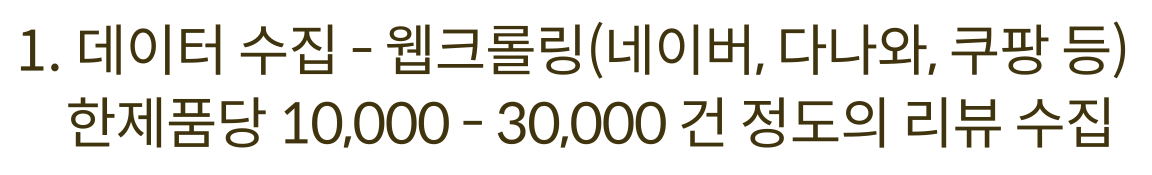 1. 데이터 수집 – 웹크롤링(네이버, 다나와, 쿠팡 등)
한제품당 10,000 – 30,000 건 정도의 리뷰 수집